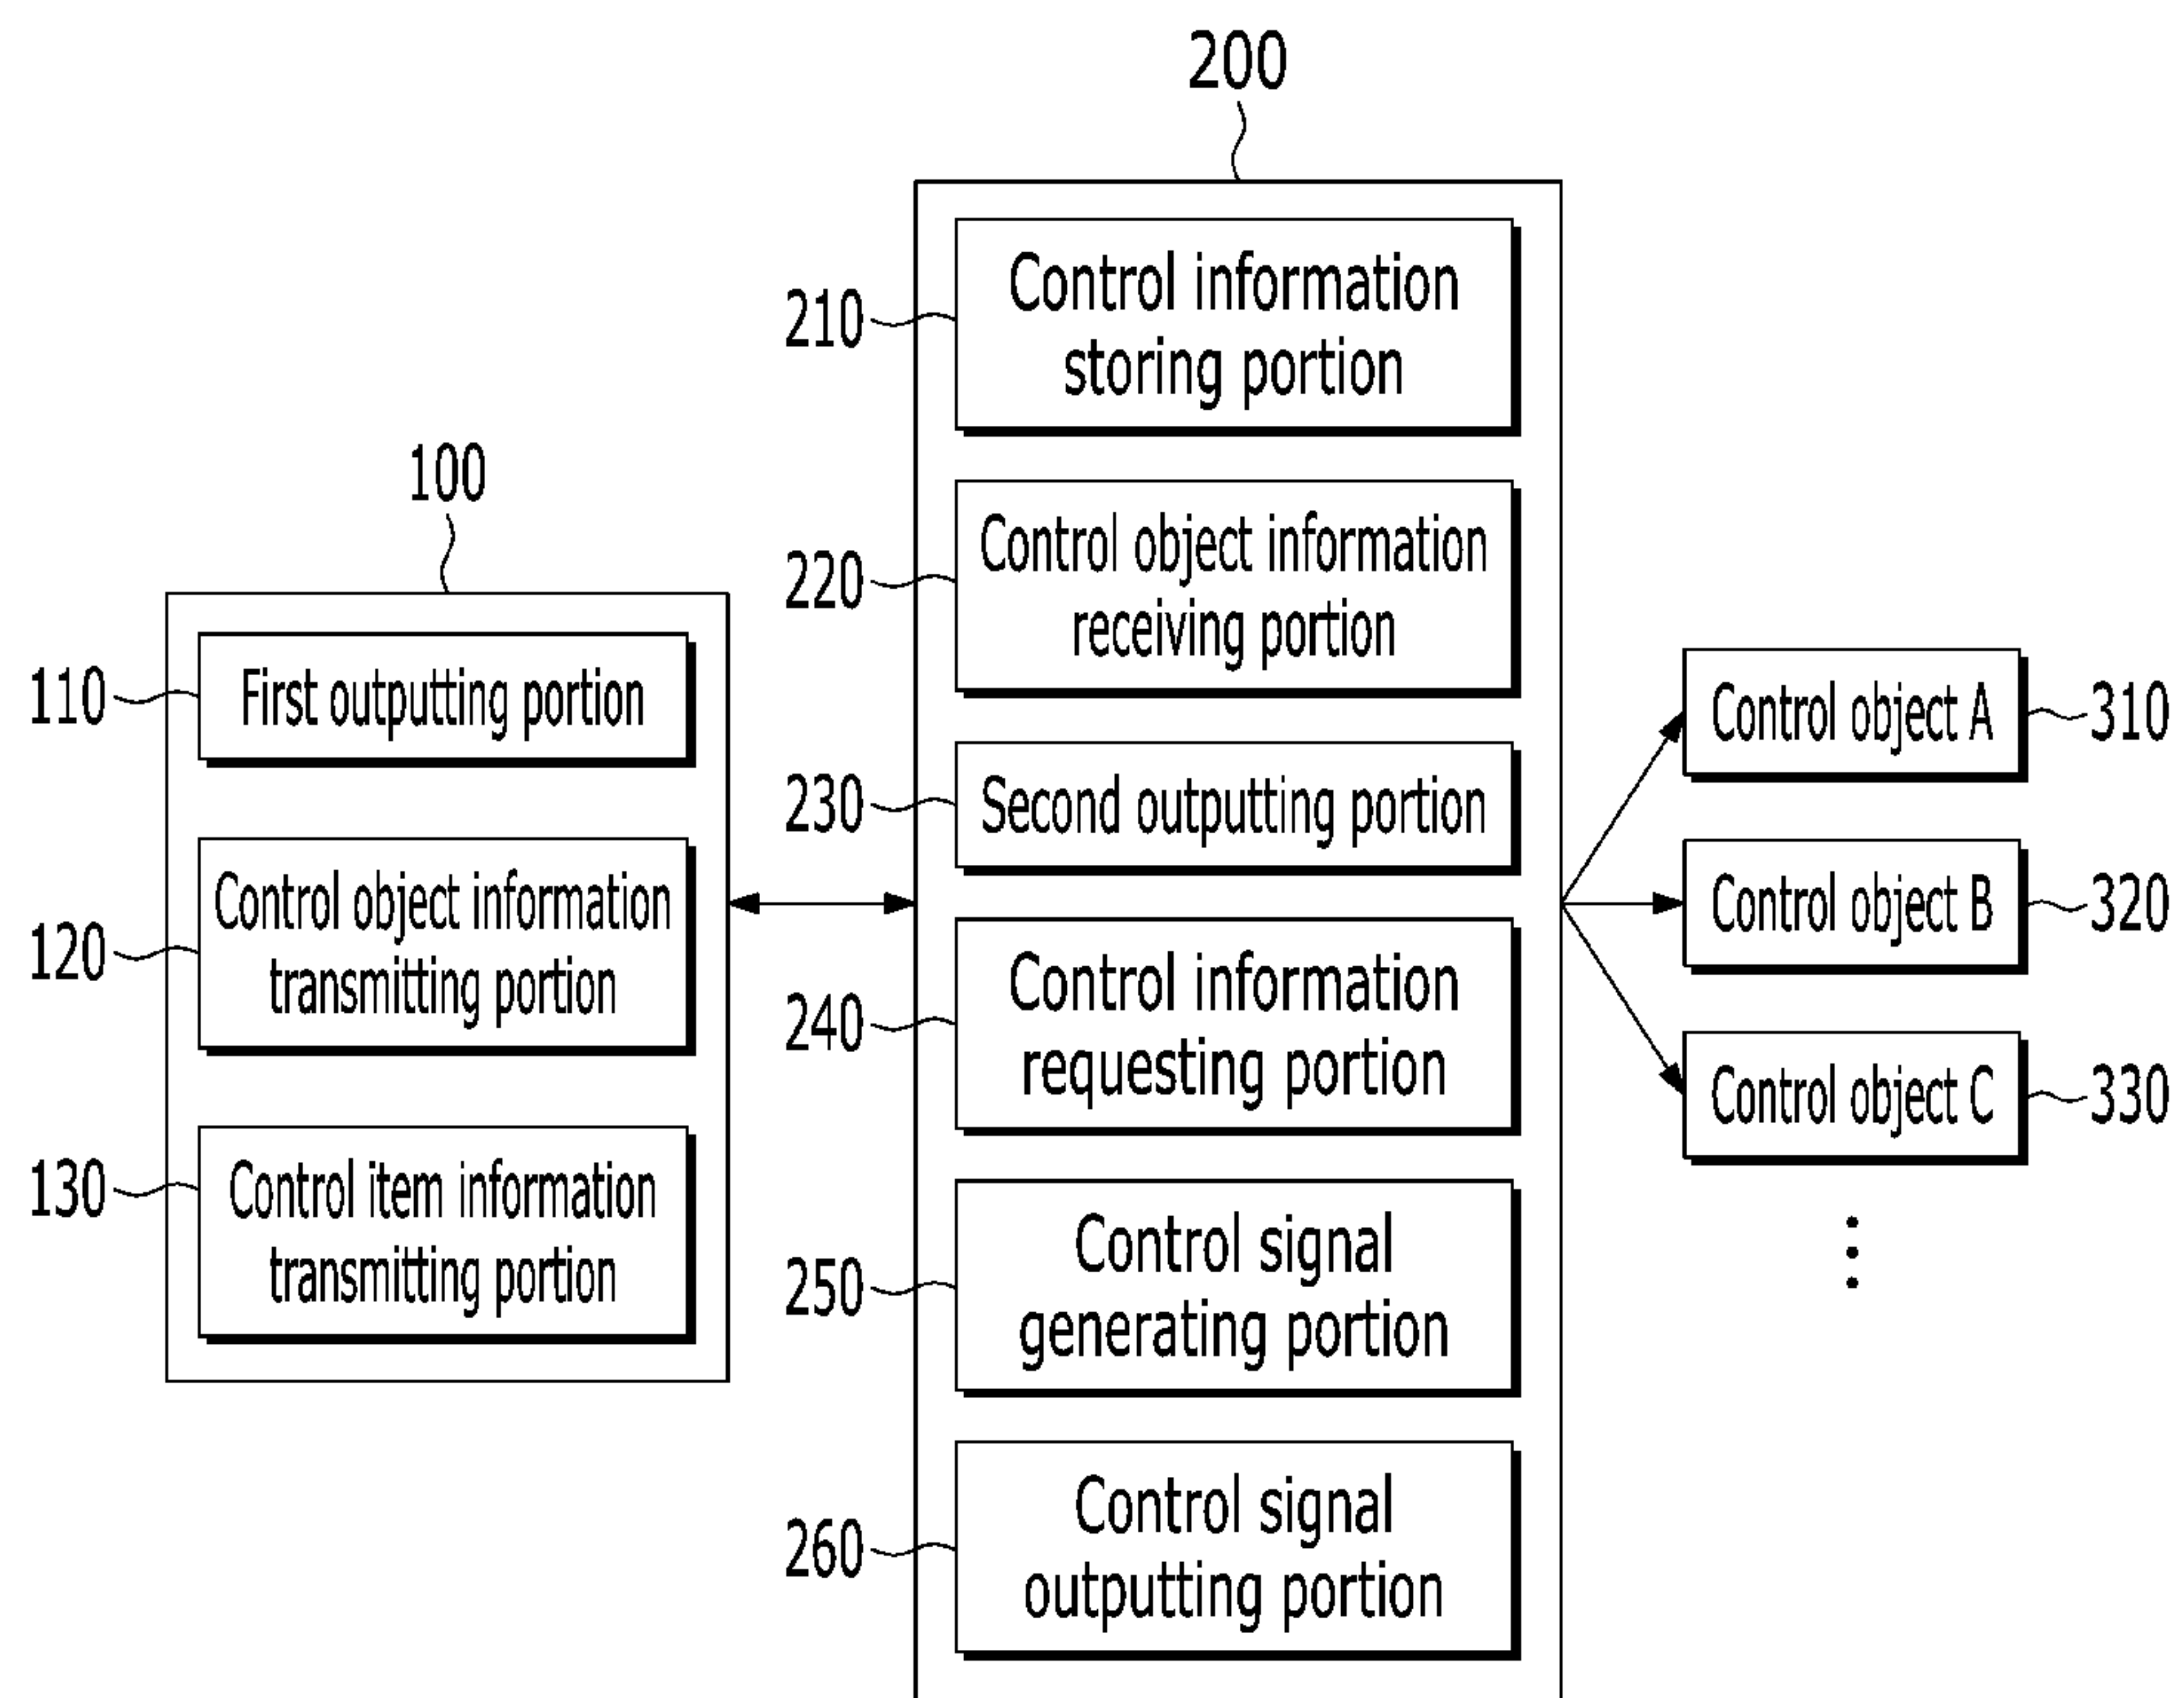 200
210
Control information
storing portion
220
Control object information
receiving portion
230
Second outputting portion
240
Control information
requesting portion
250
Control signal
generating portion
260
Control signal
outputting portion
100
110
First outputting portion
120
Control object information
transmitting portion
130
Control item information
transmitting portion
Control object A
310
Control object B
320
Control object C
330